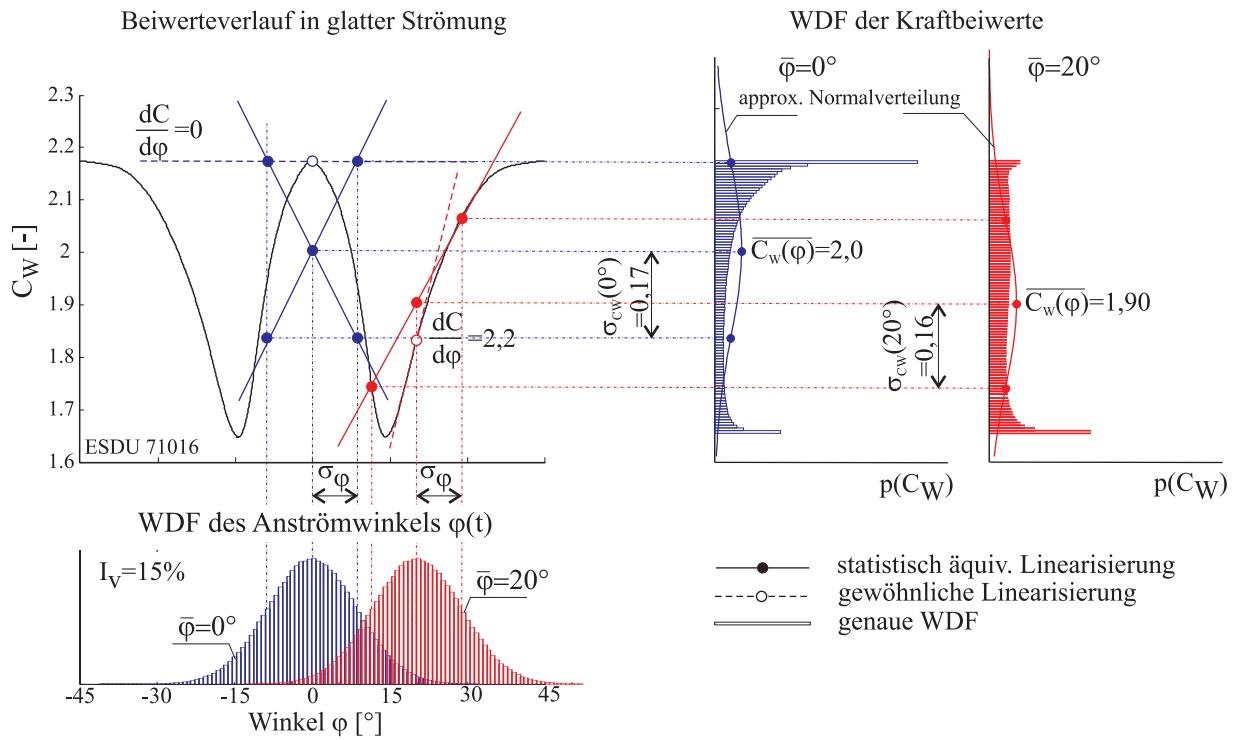 Beiwerteverlauf in glatter Strömung
WDF der Kraftbeiwerte
φ̅=0°
φ̅=20°
approx. Normalverteilung
2.3
2.2
2.1
2
1.9
1.8
1.7
1.6
C_W [-]
dC
dφ
=0
dC
dφ
=2,2
ESDU 71016
σ_φ
σ_φ
σ_CW(0°)
=0,17
C_W(φ)=2,0
σ_CW(20°)
=0,16
C_W(φ)=1,90
p(C_W)
p(C_W)
WDF des Anströmwinkels φ(t)
I_V=15%
φ̅=0°
φ̅=20°
-45 -30 -15 0 15 30 45
Winkel φ [°]
statistisch äquiv. Linearisierung
gewöhnliche Linearisierung
genaue WDF